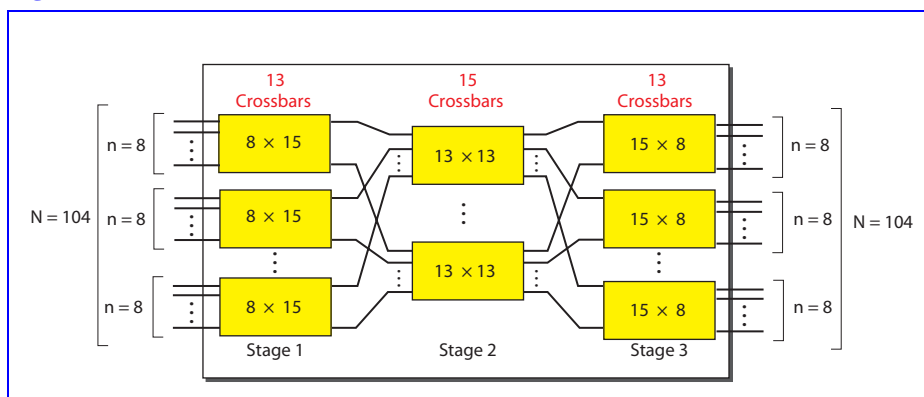 13
Crossbars
15
Crossbars
13
Crossbars
N = 104
n = 8
n = 8
n = 8
8 × 15
8 × 15
8 × 15
Stage 1
13 × 13
13 × 13
Stage 2
15 × 8
15 × 8
15 × 8
Stage 3
n = 8
n = 8
n = 8
N = 104